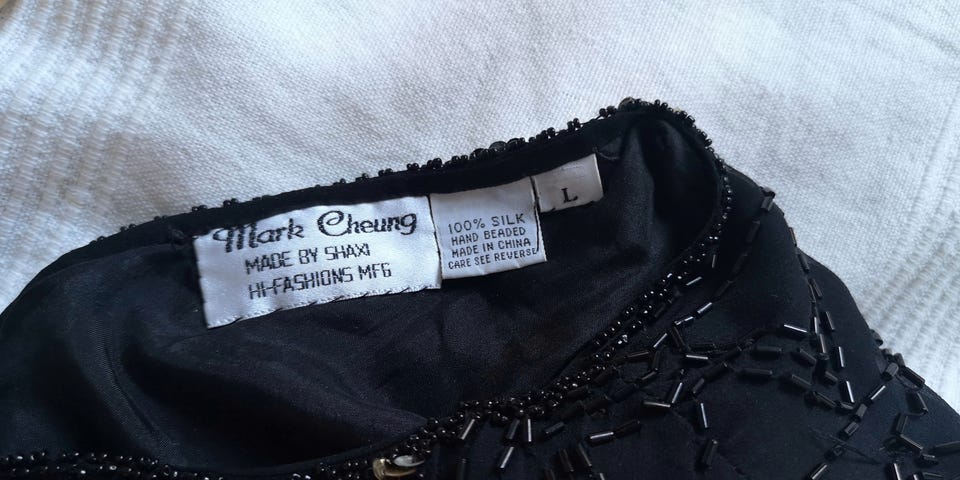 Mark Cheung
MADE BY SHAXI
HI-FASHIONS MFG
100% SILK
HAND BEADED
MADE IN CHINA
CARE SEE REVERSE
L